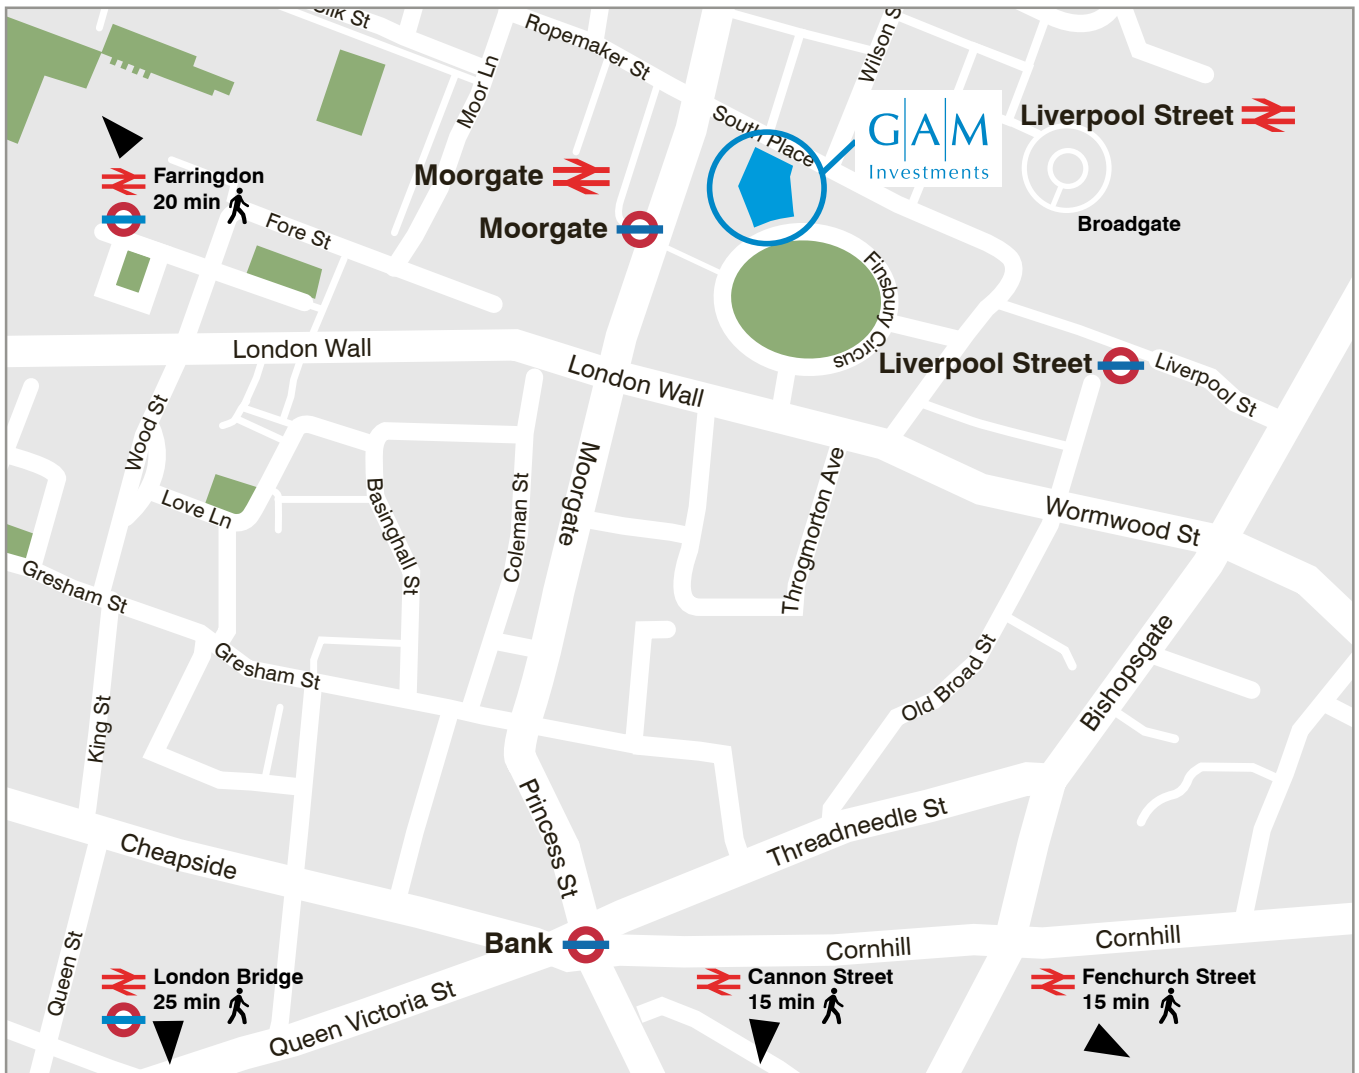 Silk St
Ropemaker St
Wilson S
Moor Ln
South Place
G|A|M
Investments
Liverpool Street
Farringdon
20 min
Moorgate
Moorgate
Broadgate
Fore St
Finsbury Circus
London Wall
London Wall
Liverpool Street
Liverpool St
Wood St
Love Ln
Basinghall St
Coleman St
Moorgate
Throgmorton Ave
Wormwood St
Gresham St
Gresham St
King St
Old Broad St
Bishopsgate
Princess St
Threadneedle St
Cheapside
Bank
Cornhill
Cornhill
Queen St
London Bridge
25 min
Queen Victoria St
Cannon Street
15 min
Fenchurch Street
15 min